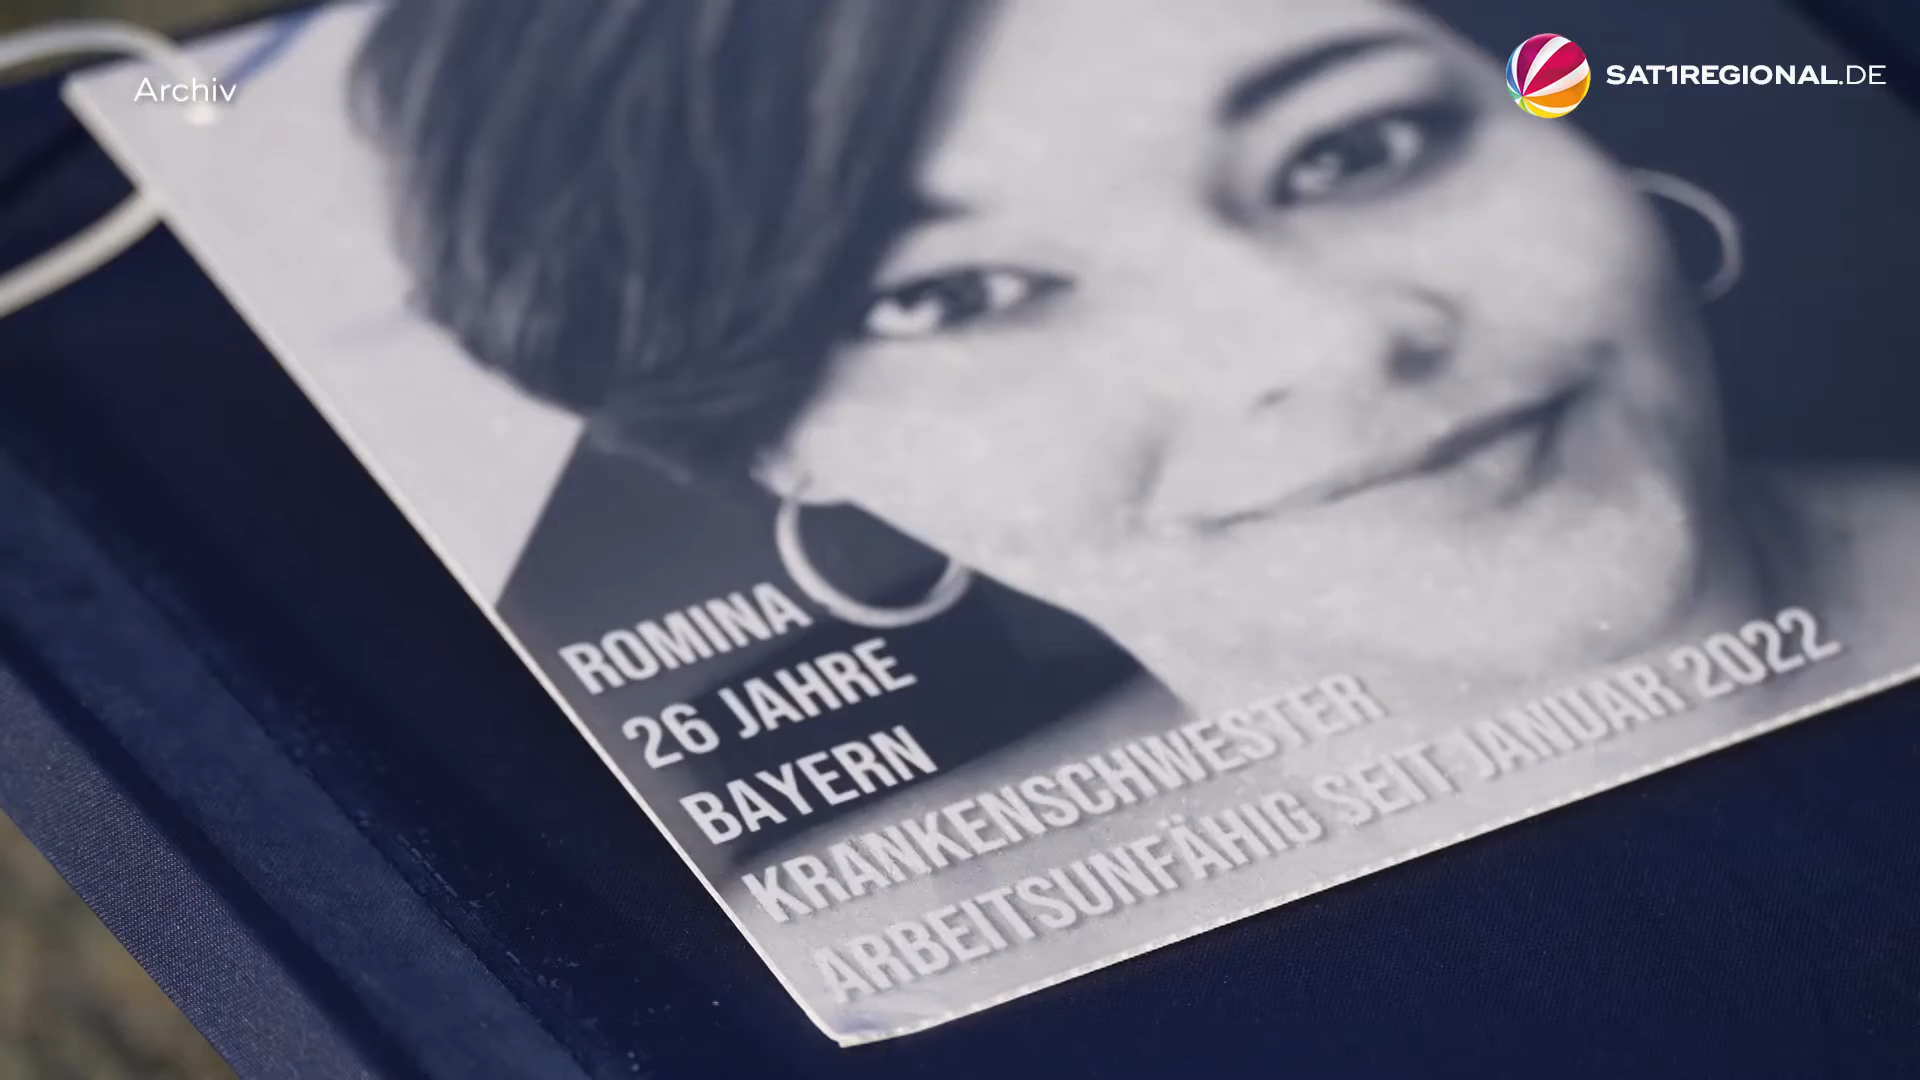 Archiv
SAT1REGIONAL.DE
ROMINA
26 JAHRE
BAYERN
KRANKENSCHWESTER
ARBEITSUNFÄHIG SEIT JANUAR 2022